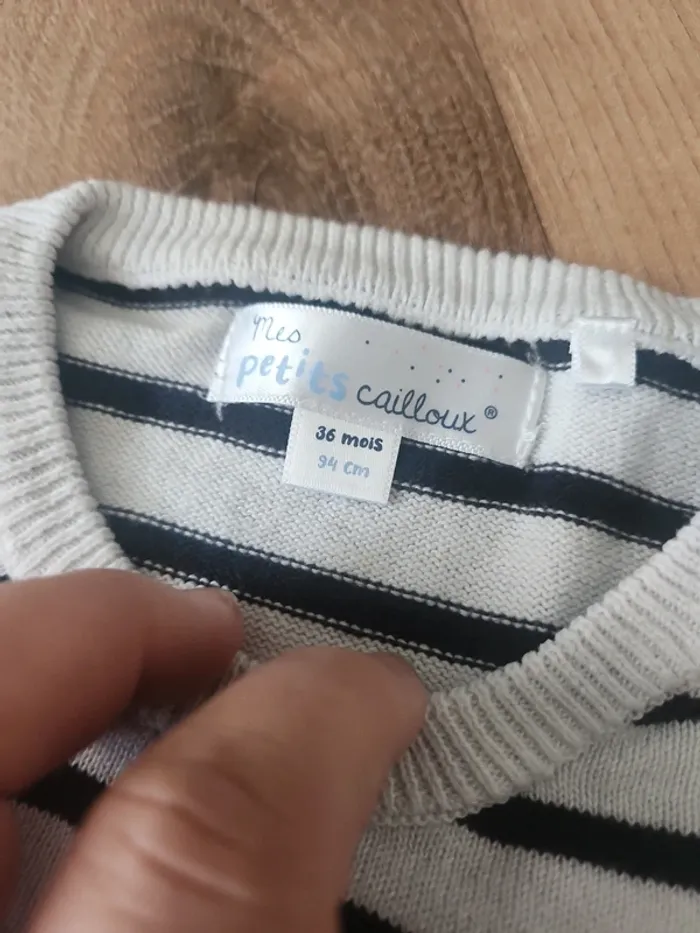 Mes
petits cailloux ®
36 mois
94 cm